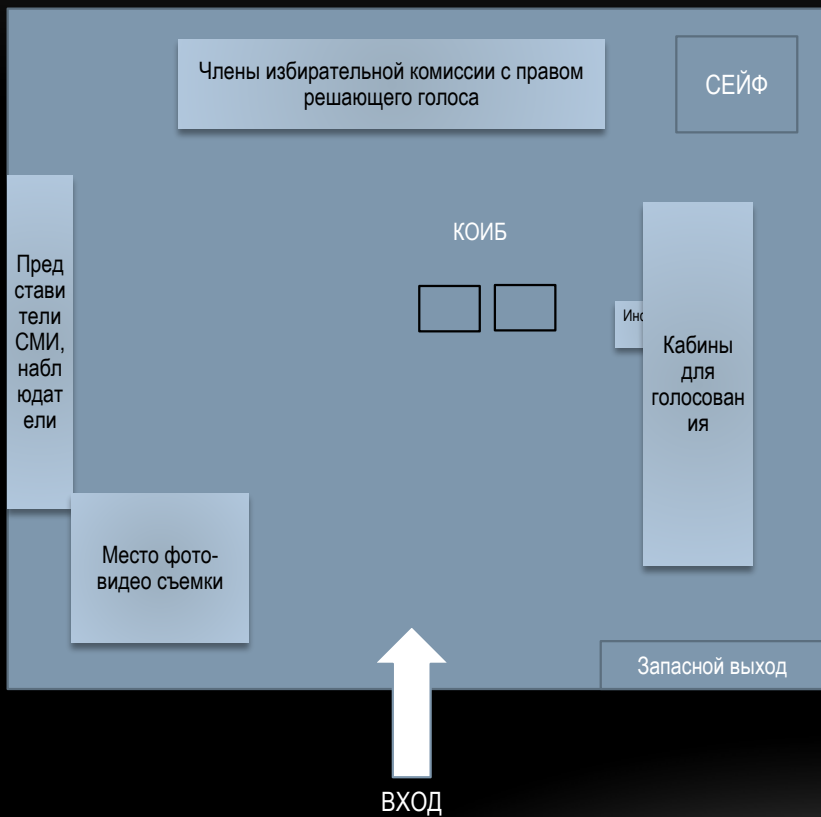 Члены избирательной комиссии с правом
решающего голоса
СЕЙФ
КОИБ
Пред
стави
тели
СМИ,
набл
юдат
ели
Кабины
для
голосован
ия
Место фото-
видео съемки
Запасной выход
ВХОД